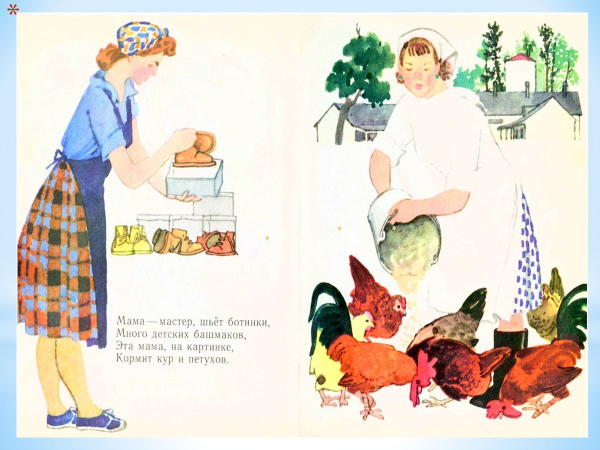 *
Мама — мастер, шьёт ботинки,
Много детских башмаков,
Эта мама, на картинке,
Кормит кур и петухов.